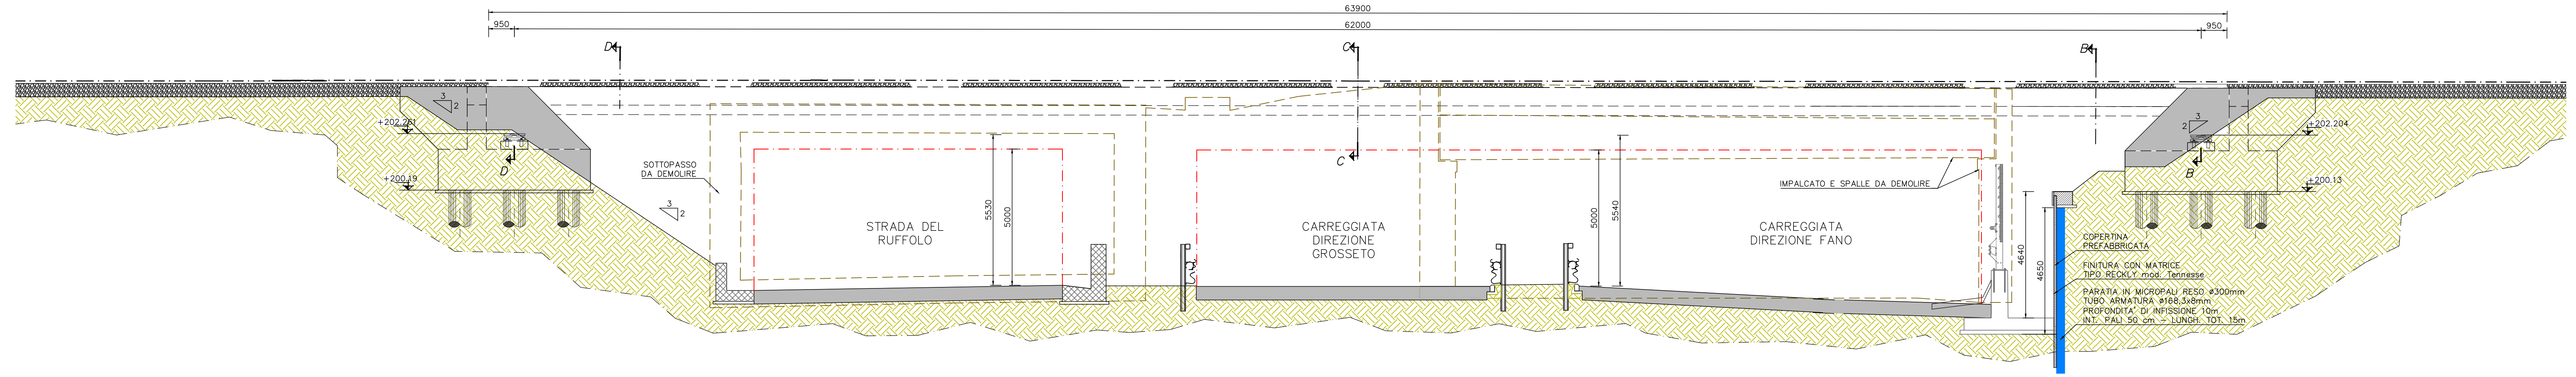 63900
950
62000
950
D
C
B
3
2
+202.261
+202.204
3
2
D
C
B
SOTTOPASSO
DA DEMOLIRE
+200.19
+200.13
IMPALCATO E SPALLE DA DEMOLIRE
3
2
5530
5000
5000
5540
STRADA DEL
RUFFOLO
CARREGGIATA
DIREZIONE
GROSSETO
CARREGGIATA
DIREZIONE FANO
4640
4650
COPERTINA
PREFABBRICATA
FINITURA CON MATRICE
TIPO RECKLY mod. Tennesse
PARATIA IN MICROPALI RESO Ø300mm
TUBO ARMATURA Ø168,3x8mm
PROFONDITA' DI INFISSIONE 10m
INT. PALI 50 cm – LUNGH. TOT. 15m